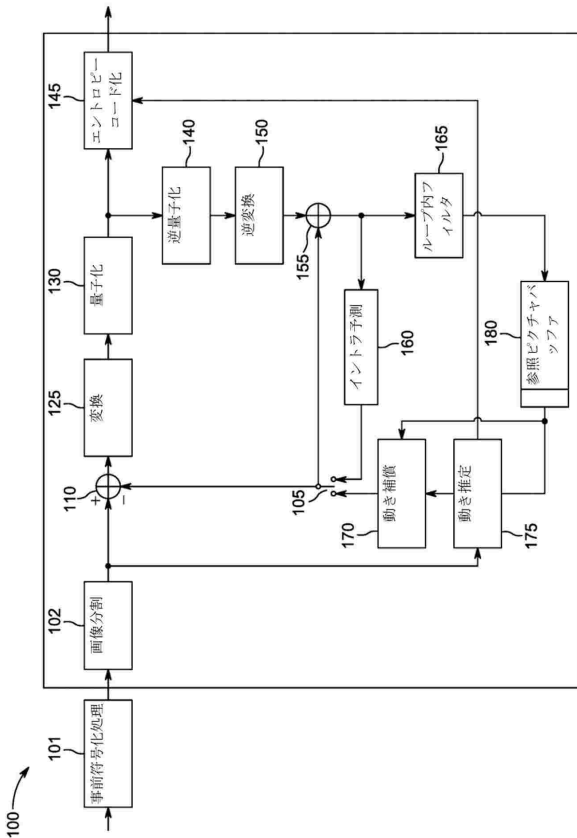 100
101
事前符号化処理
102
画像分割
110
+
−
125
変換
130
量子化
145
エントロピー
コード化
140
逆量子化
150
逆変換
155
105
イントラ予測
160
165
ループ内フ
ィルタ
170
動き補償
175
動き推定
180
参照ピクチャバ
ッファ